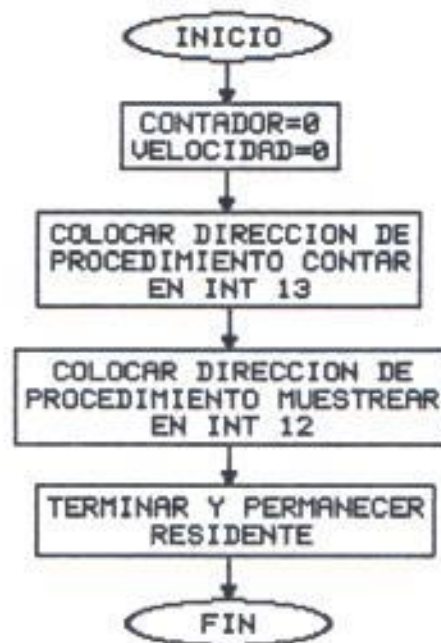 INICIO
CONTADOR=0
VELOCIDAD=0
COLOCAR DIRECCION DE
PROCEDIMIENTO CONTAR
EN INT 13
COLOCAR DIRECCION DE
PROCEDIMIENTO MUESTREAR
EN INT 12
TERMINAR Y PERMANECER
RESIDENTE
FIN